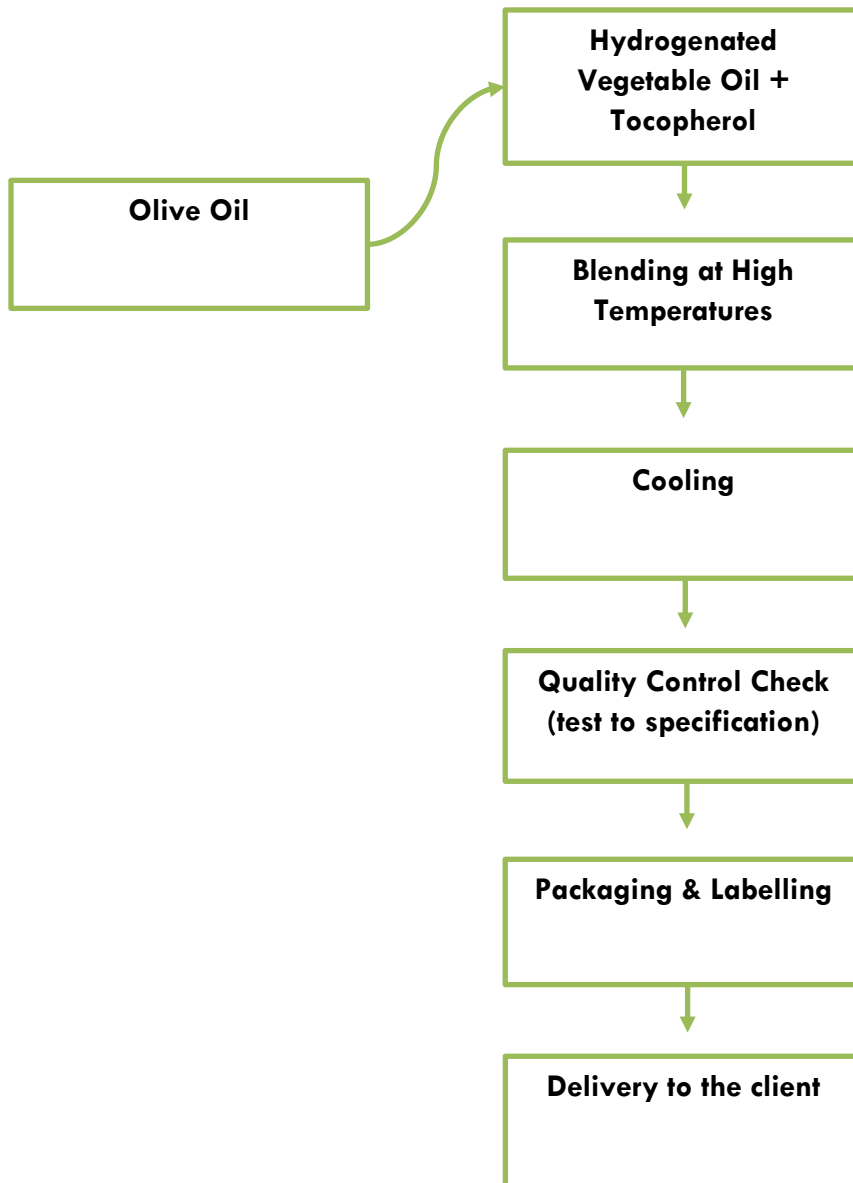 Hydrogenated
Vegetable Oil +
Tocopherol
Olive Oil
Blending at High
Temperatures
Cooling
Quality Control Check
(test to specification)
Packaging & Labelling
Delivery to the client